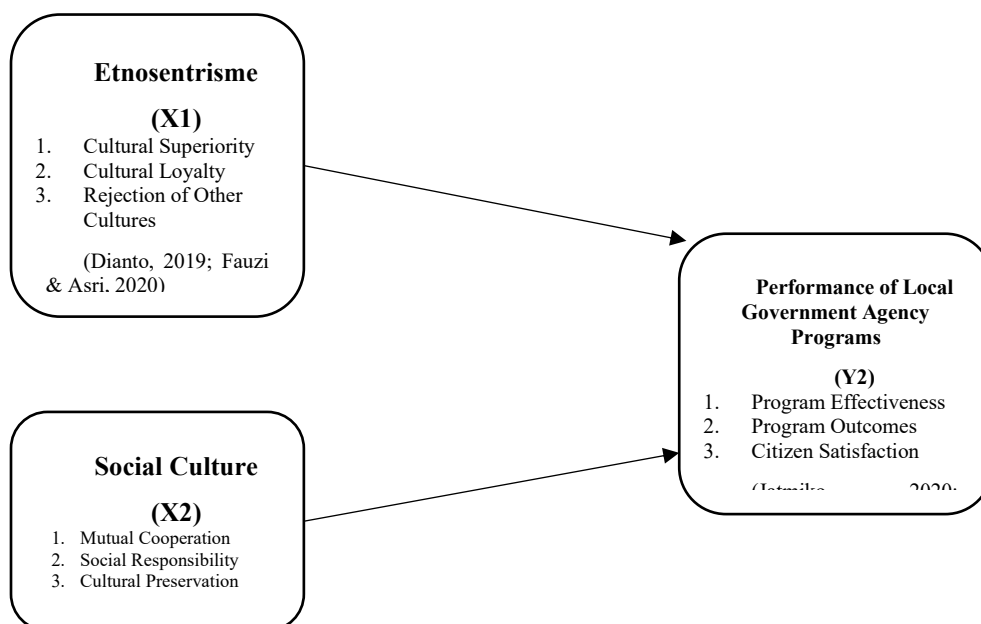 Etnosentrisme
(X1)
1. Cultural Superiority
2. Cultural Loyalty
3. Rejection of Other
Cultures
(Dianto, 2019; Fauzi
& Asri, 2020)
Social Culture
(X2)
1. Mutual Cooperation
2. Social Responsibility
3. Cultural Preservation
Performance of Local
Government Agency
Programs
(Y2)
1. Program Effectiveness
2. Program Outcomes
3. Citizen Satisfaction
(Jatmiko, 2020;